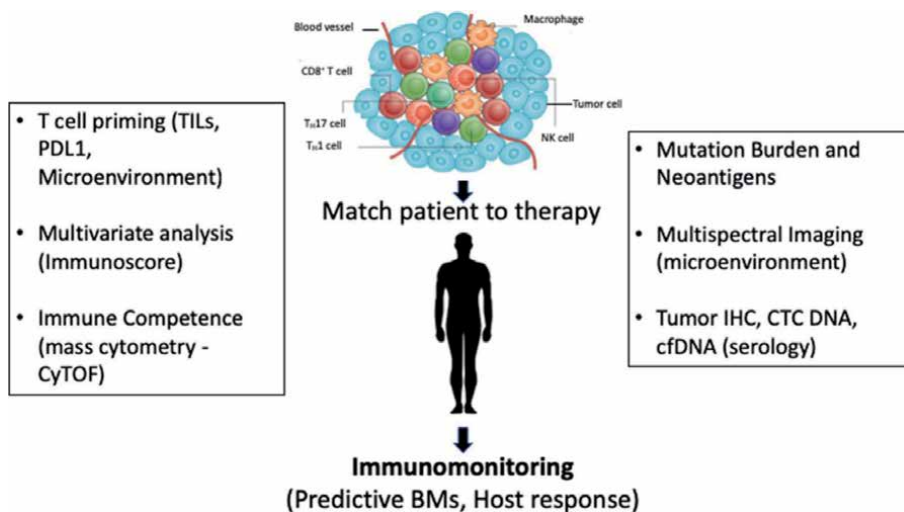 Macrophage
Blood vessel
CD8⁺ T cell
Tumor cell
Tₕ17 cell
NK cell
Tₕ1 cell
• T cell priming (TILs,
PDL1,
Microenvironment)
• Multivariate analysis
(Immunoscore)
• Immune Competence
(mass cytometry -
CyTOF)
Match patient to therapy
• Mutation Burden and
Neoantigens
• Multispectral Imaging
(microenvironment)
• Tumor IHC, CTC DNA,
cfDNA (serology)
Immunomonitoring
(Predictive BMs, Host response)